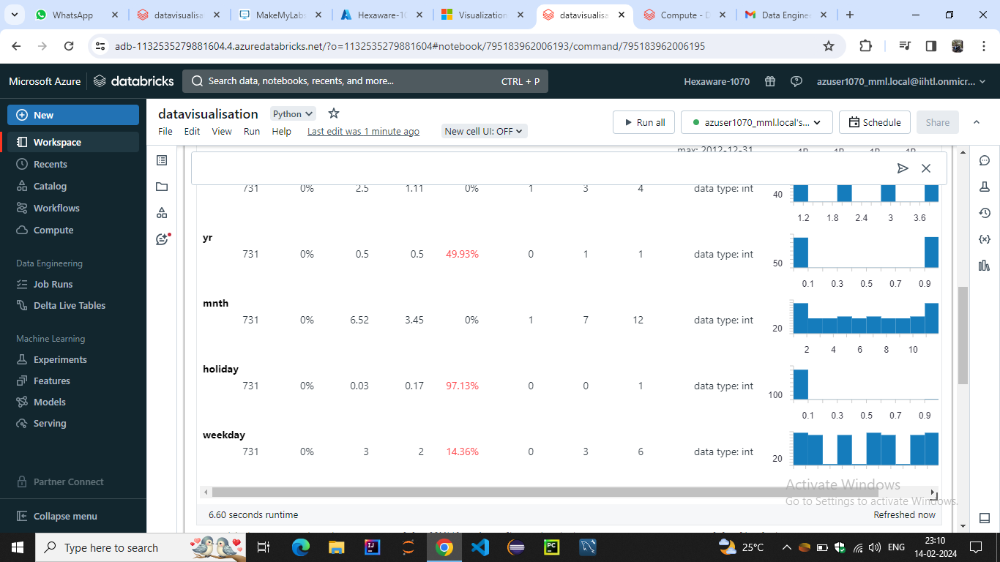 WhatsApp
datavisualisa
MakeMyLabs
Hexaware-10
Visualization
datavisualisa
Compute - D
Data Enginee
adb-1132535279881604.4.azuredatabricks.net/?o=1132535279881604#notebook/795183962006193/command/795183962006195
Microsoft Azure
databricks
Search data, notebooks, recents, and more...
CTRL + P
Hexaware-1070
azuser1070_mml.local@iihtl.onmicr...
New
Workspace
Recents
Catalog
Workflows
Compute
Data Engineering
Job Runs
Delta Live Tables
Machine Learning
Experiments
Features
Models
Serving
Partner Connect
Collapse menu
datavisualisation
Python
File Edit View Run Help
Last edit was 1 minute ago
New cell UI: OFF
Run all
azuser1070_mml.local's...
Schedule
Share
max: 2012-12-31
731 0% 2.5 1.11 0% 1 3 4 data type: int
40
1.2 1.8 2.4 3 3.6
yr
731 0% 0.5 0.5 49.93% 0 1 1 data type: int
50
0.1 0.3 0.5 0.7 0.9
mnth
731 0% 6.52 3.45 0% 1 7 12 data type: int
20
2 4 6 8 10
holiday
731 0% 0.03 0.17 97.13% 0 0 1 data type: int
100
0.1 0.3 0.5 0.7 0.9
weekday
731 0% 3 2 14.36% 0 3 6 data type: int
20
Activate Windows
Go to Settings to activate Windows.
6.60 seconds runtime
Refreshed now
Type here to search
25°C
ENG
23:10
14-02-2024